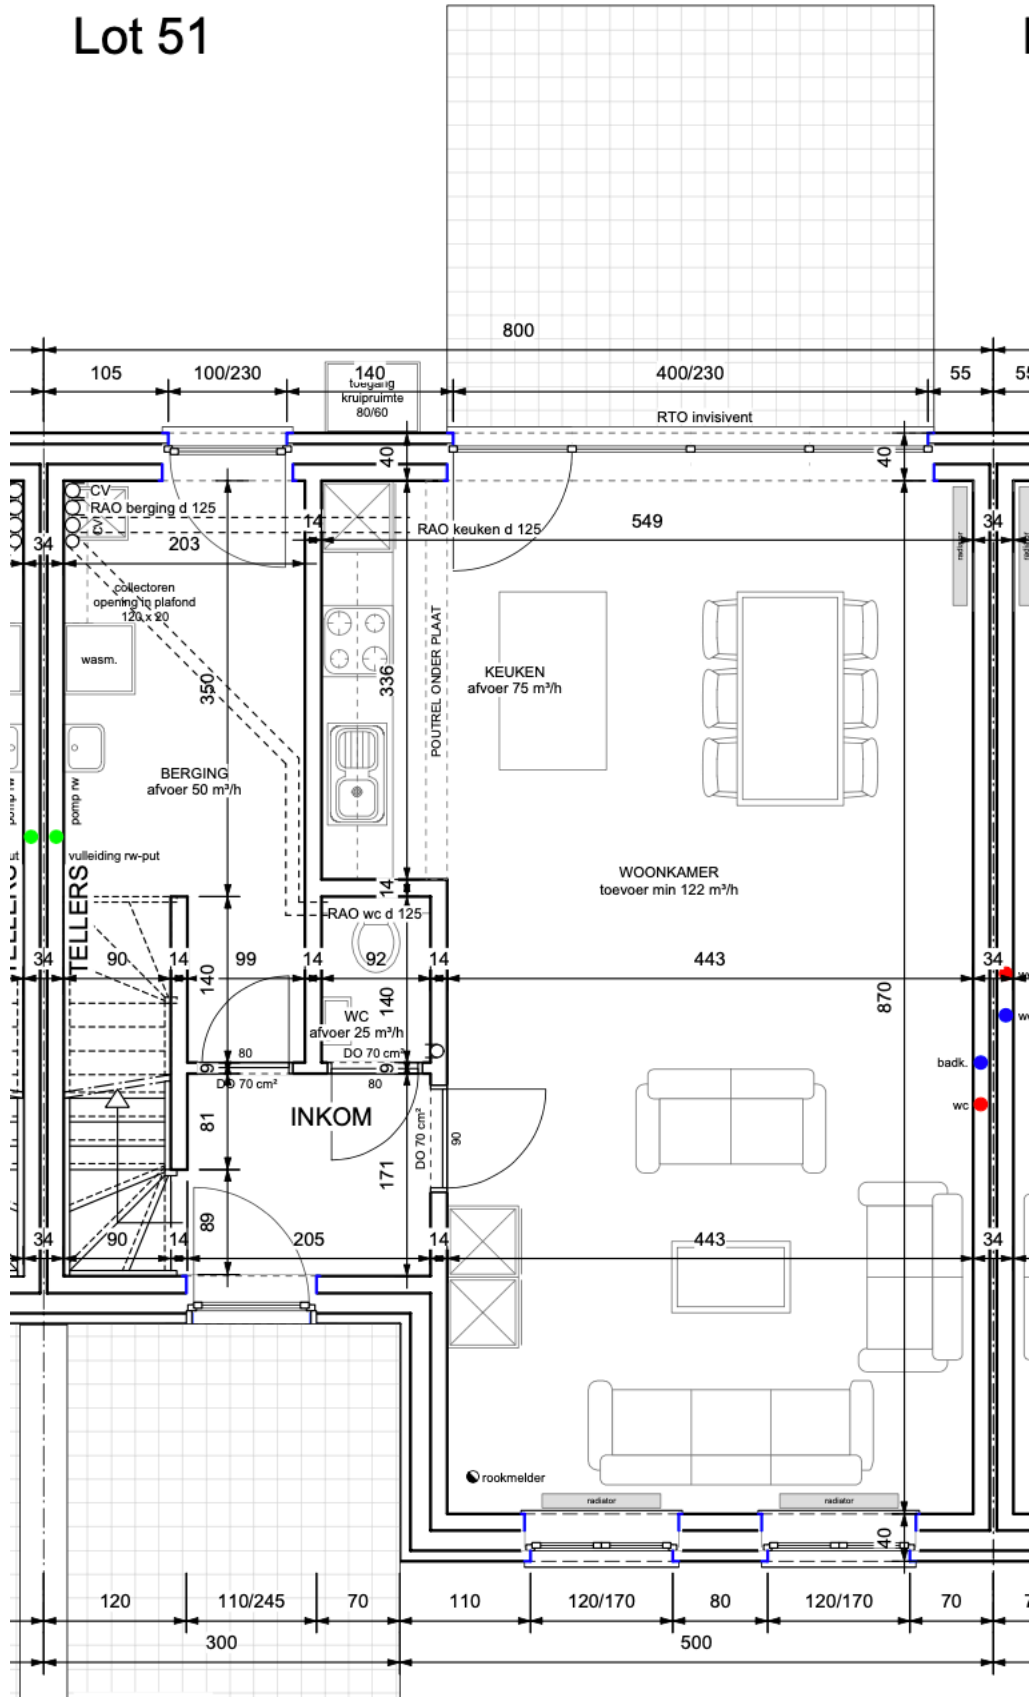 Lot 51
800
105
100/230
140
400/230
55
toegang
kruipruimte
80/60
RTO invisivent
40
40
CV
RAO berging d 125
CV
14
RAO keuken d 125
549
34
34
203
radiator
collectoren
opening in plafond
120 x 20
wasm.
350
336
POUTREL ONDER PLAAT
KEUKEN
afvoer 75 m³/h
BERGING
afvoer 50 m³/h
pomp rw
pomp rw
vulleiding rw-put
TELLERS
WOONKAMER
toevoer min 122 m³/h
14
RAO wc d 125
34
90
14
99
14
92
14
443
34
140
140
870
WC
afvoer 25 m³/h
80
DO 70 cm²
9
9
DO 70 cm²
80
badk.
wc
INKOM
81
171
DO 70 cm²
90
89
34
90
14
205
14
443
34
rookmelder
radiator
radiator
40
120
110/245
70
110
120/170
80
120/170
70
300
500